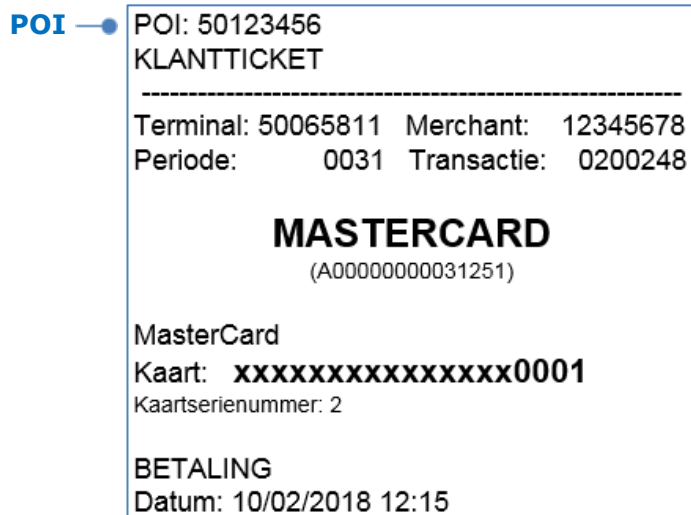 POI
POI: 50123456
KLANTTICKET
-----------------------------------------------------------
Terminal: 50065811 Merchant: 12345678
Periode: 0031 Transactie: 0200248
MASTERCARD
(A00000000031251)
MasterCard
Kaart: xxxxxxxxxxxxxxx0001
Kaartserienummer: 2
BETALING
Datum: 10/02/2018 12:15